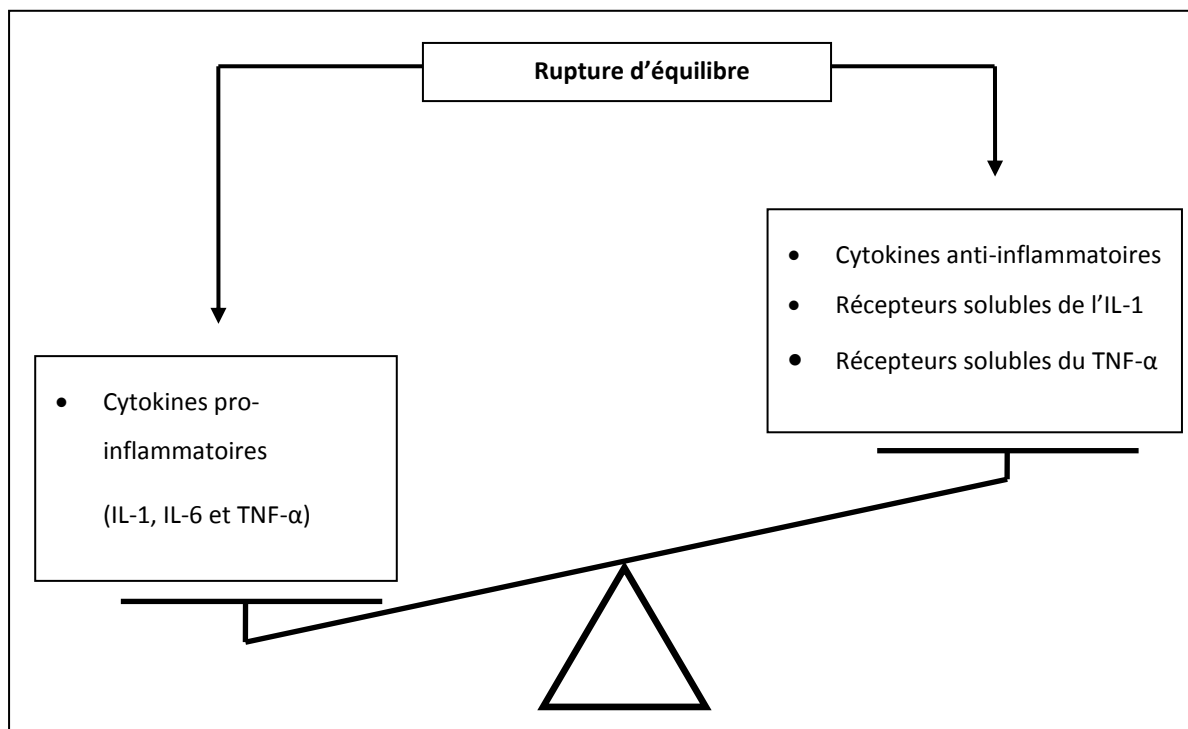 Rupture d’équilibre
• Cytokines pro-
inflammatoires
(IL-1, IL-6 et TNF-α)
• Cytokines anti-inflammatoires
• Récepteurs solubles de l’IL-1
• Récepteurs solubles du TNF-α